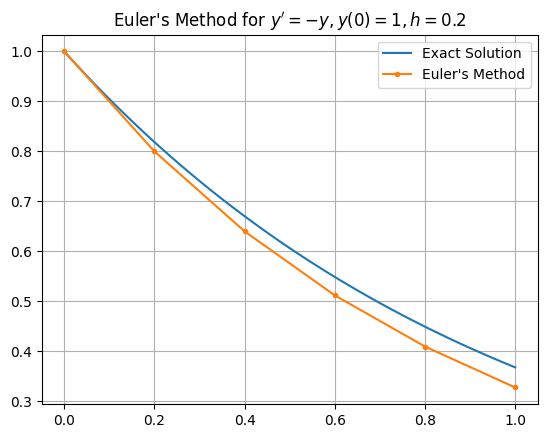 Euler's Method for $y' = -y, y(0) = 1, h = 0.2$
Exact Solution
Euler's Method
1.0
0.9
0.8
0.7
0.6
0.5
0.4
0.3
0.0 0.2 0.4 0.6 0.8 1.0